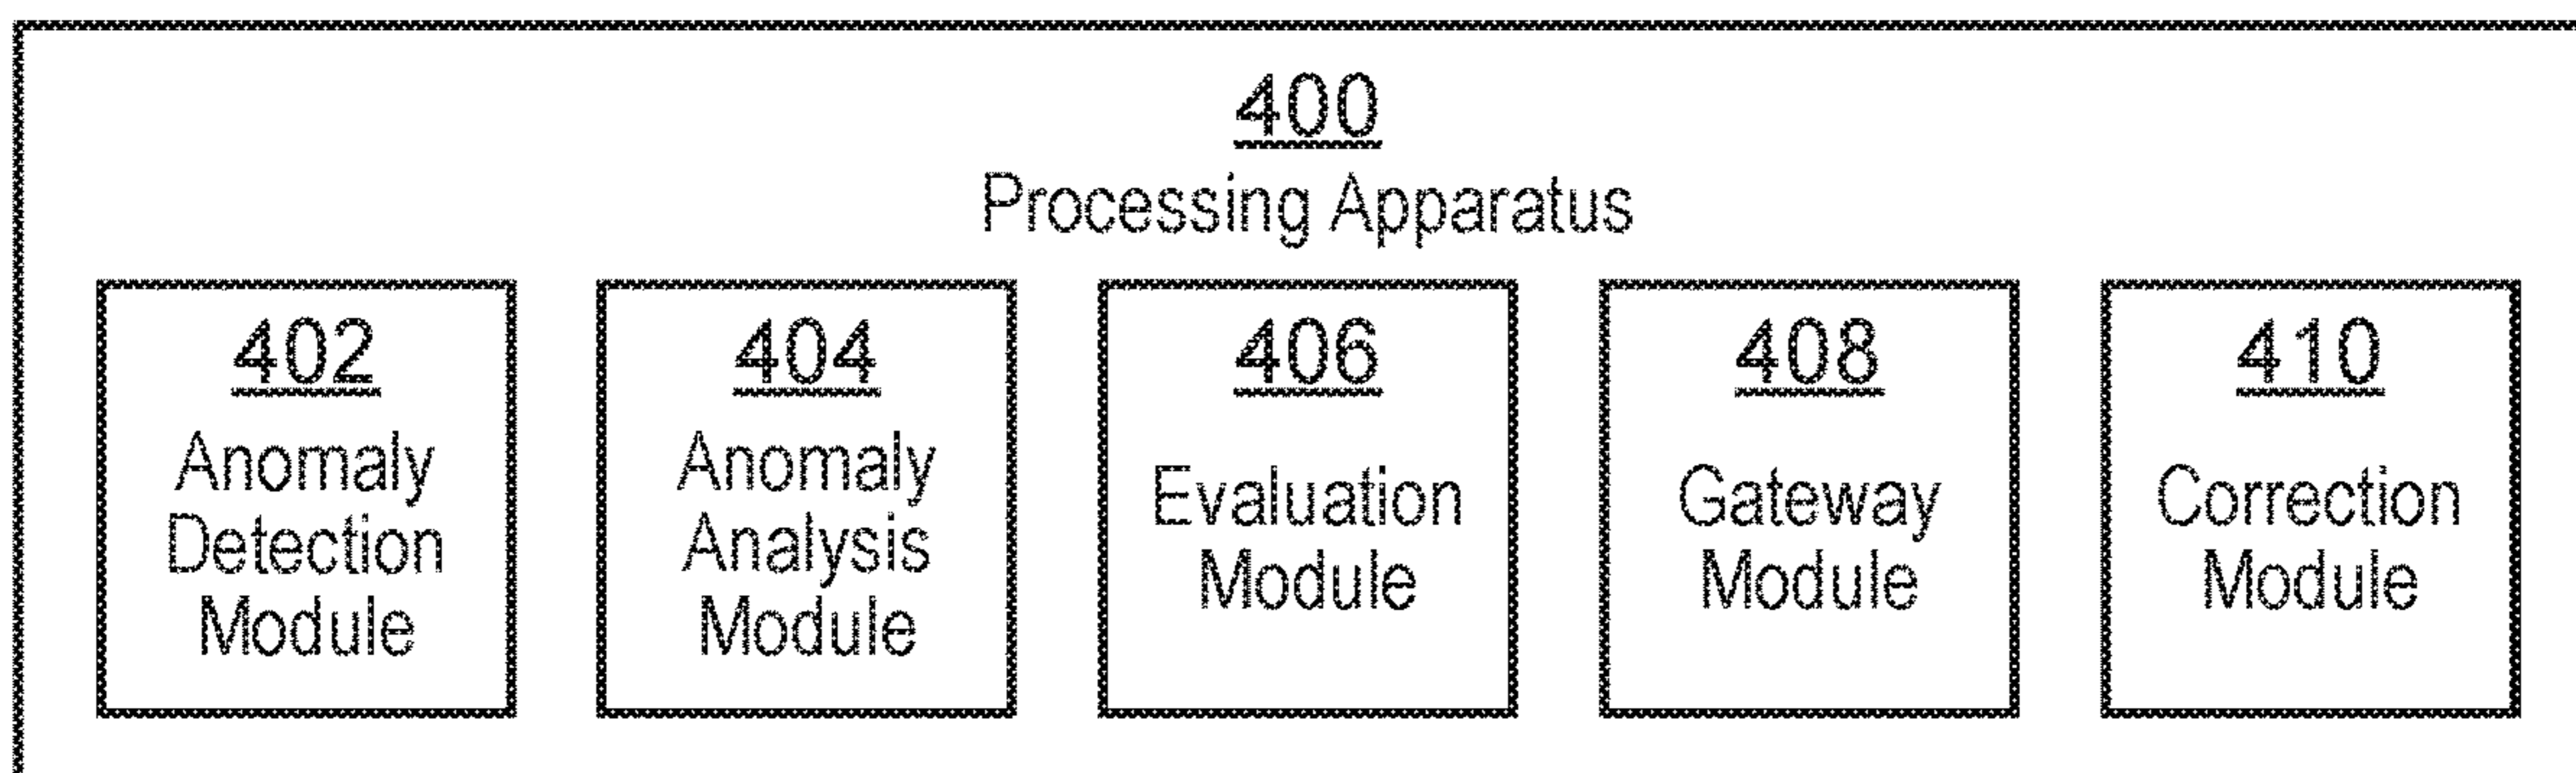 400
Processing Apparatus
402
Anomaly
Detection
Module
404
Anomaly
Analysis
Module
406
Evaluation
Module
408
Gateway
Module
410
Correction
Module